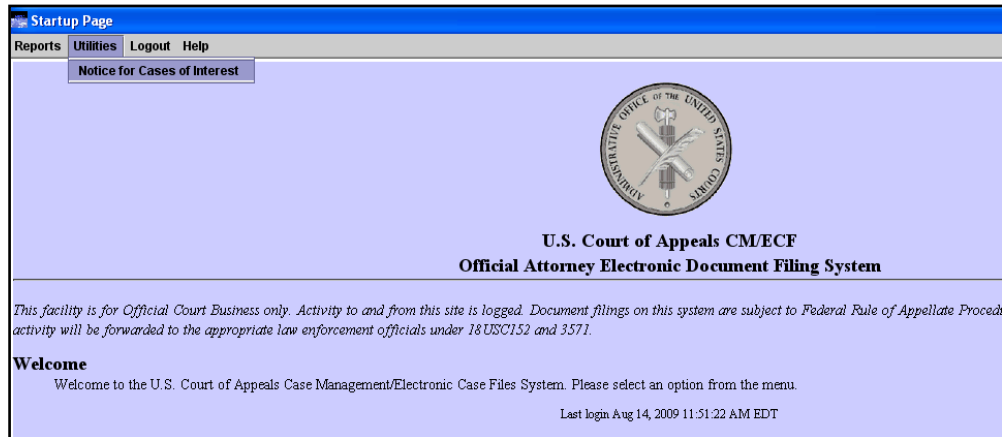 Startup Page
Reports Utilities Logout Help
Notice for Cases of Interest
ADMINISTRATIVE OFFICE OF THE UNITED STATES COURTS
U.S. Court of Appeals CM/ECF
Official Attorney Electronic Document Filing System
This facility is for Official Court Business only. Activity to and from this site is logged. Document filings on this system are subject to Federal Rule of Appellate
activity will be forwarded to the appropriate law enforcement officials under 18 USC152 and 3571.
Welcome
Welcome to the U.S. Court of Appeals Case Management/Electronic Case Files System. Please select an option from the menu.
Last login Aug 14, 2009 11:51:22 AM EDT